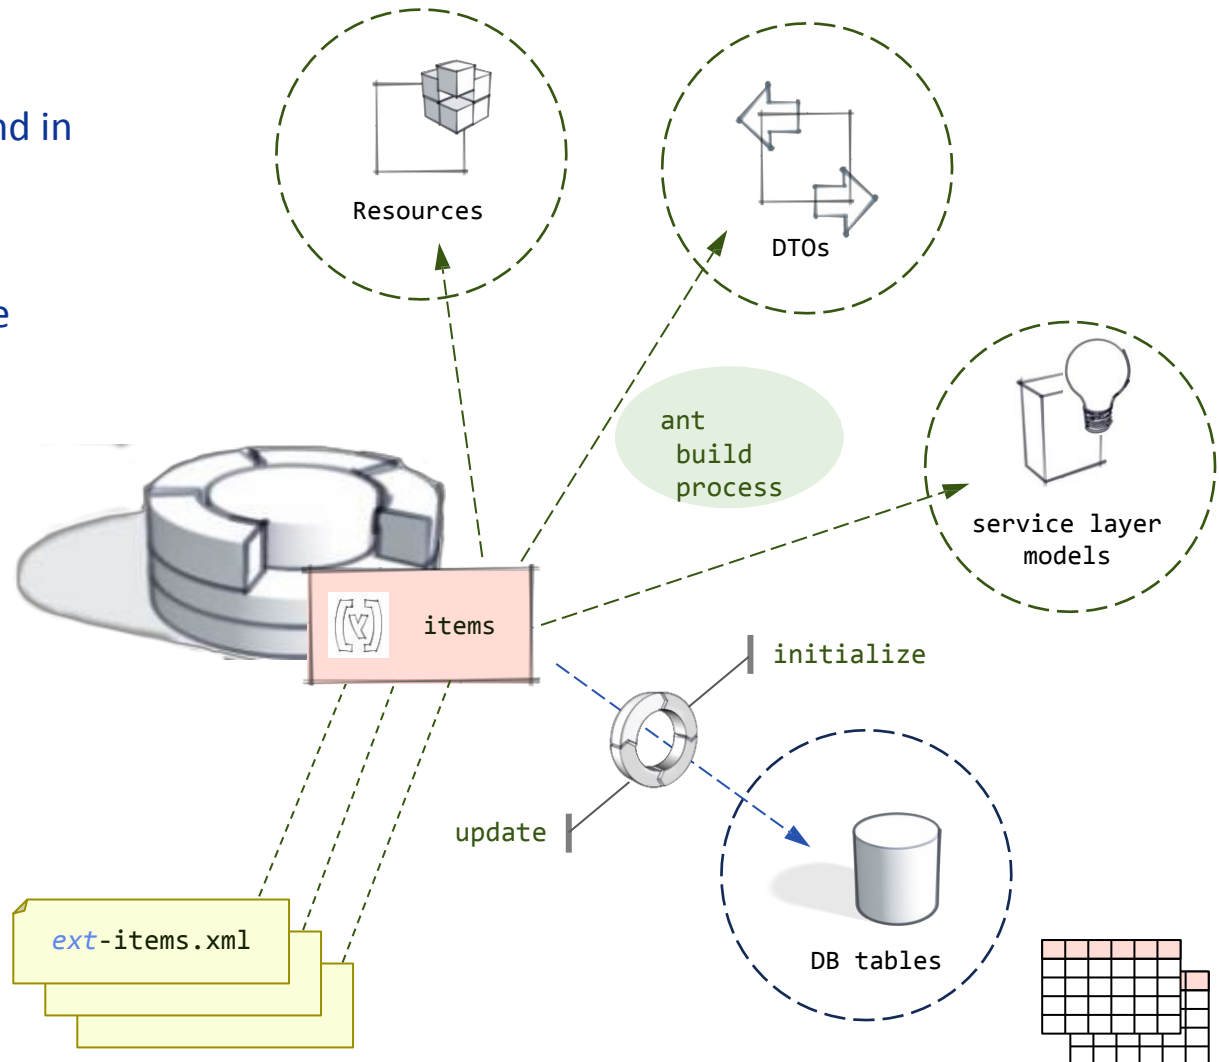 nd in
e
Resources
DTOs
ant
build
process
service layer
models
items
initialize
update
ext-items.xml
DB tables